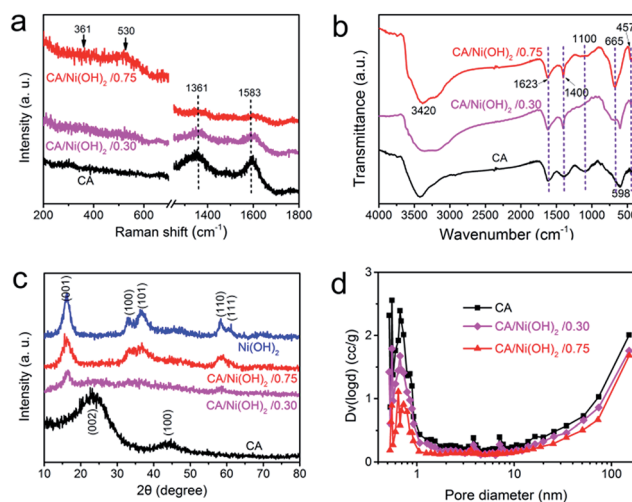 a
361
530
CA/Ni(OH)2 /0.75
1361
1583
CA/Ni(OH)2 /0.30
CA
Intensity (a. u.)
200
400
600
1400
1600
1800
Raman shift (cm-1)
b
1100
665
457
CA/Ni(OH)2 /0.75
1623
1400
3420
CA/Ni(OH)2 /0.30
CA
598
Transmittance (a. u.)
4000
3500
3000
2500
2000
1500
1000
500
Wavenumber (cm-1)
c
(001)
(100)
(101)
(110)
(111)
Ni(OH)2
CA/Ni(OH)2 /0.75
CA/Ni(OH)2 /0.30
(002)
(100)
CA
Intensity (a. u.)
10
20
30
40
50
60
70
80
2θ (degree)
d
CA
CA/Ni(OH)2 /0.30
CA/Ni(OH)2 /0.75
Dv(logd) (cc/g)
3
2
1
0
1
10
100
Pore diameter (nm)